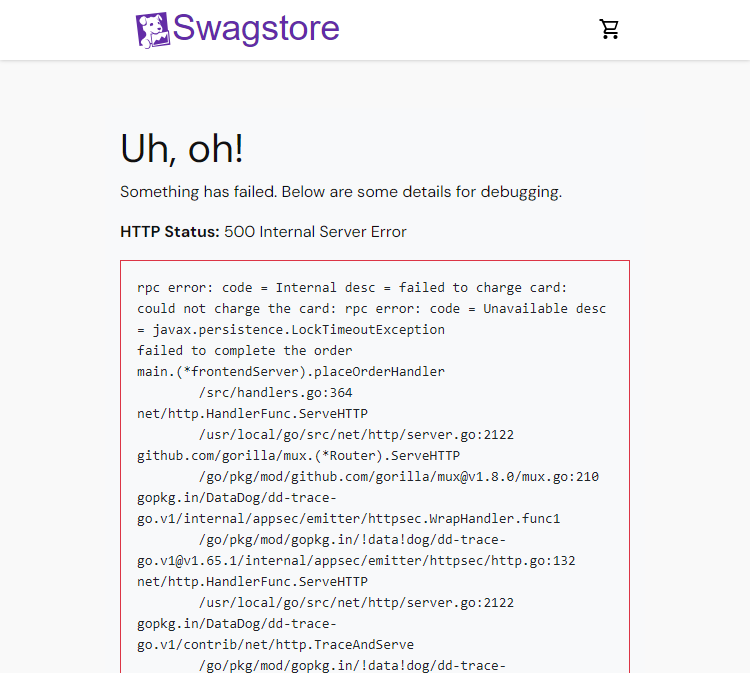 Swagstore
Uh, oh!
Something has failed. Below are some details for debugging.
HTTP Status: 500 Internal Server Error
rpc error: code = Internal desc = failed to charge card:
could not charge the card: rpc error: code = Unavailable desc
= javax.persistence.LockTimeoutException
failed to complete the order
main.(*frontendServer).placeOrderHandler
        /src/handlers.go:364
net/http.HandlerFunc.ServeHTTP
        /usr/local/go/src/net/http/server.go:2122
github.com/gorilla/mux.(*Router).ServeHTTP
        /go/pkg/mod/github.com/gorilla/mux@v1.8.0/mux.go:210
gopkg.in/DataDog/dd-trace-
go.v1/internal/appsec/emitter/httpsec.WrapHandler.func1
        /go/pkg/mod/gopkg.in/!data!dog/dd-trace-
go.v1@v1.65.1/internal/appsec/emitter/httpsec/http.go:132
net/http.HandlerFunc.ServeHTTP
        /usr/local/go/src/net/http/server.go:2122
gopkg.in/DataDog/dd-trace-
go.v1/contrib/net/http.TraceAndServe
        /go/pkg/mod/gopkg.in/!data!dog/dd-trace-